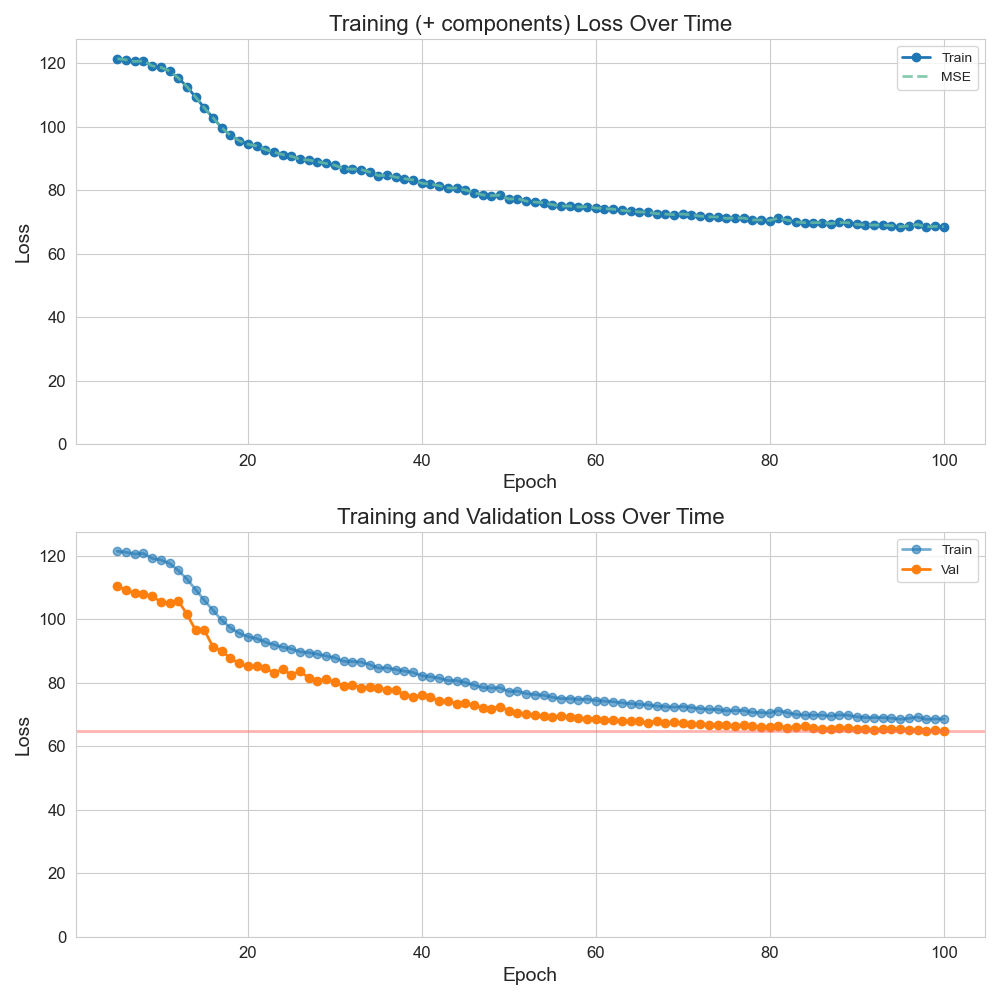 Training (+ components) Loss Over Time
Train
MSE
Loss
120
100
80
60
40
20
0
20 40 60 80 100
Epoch
Training and Validation Loss Over Time
Train
Val
Loss
120
100
80
60
40
20
0
20 40 60 80 100
Epoch